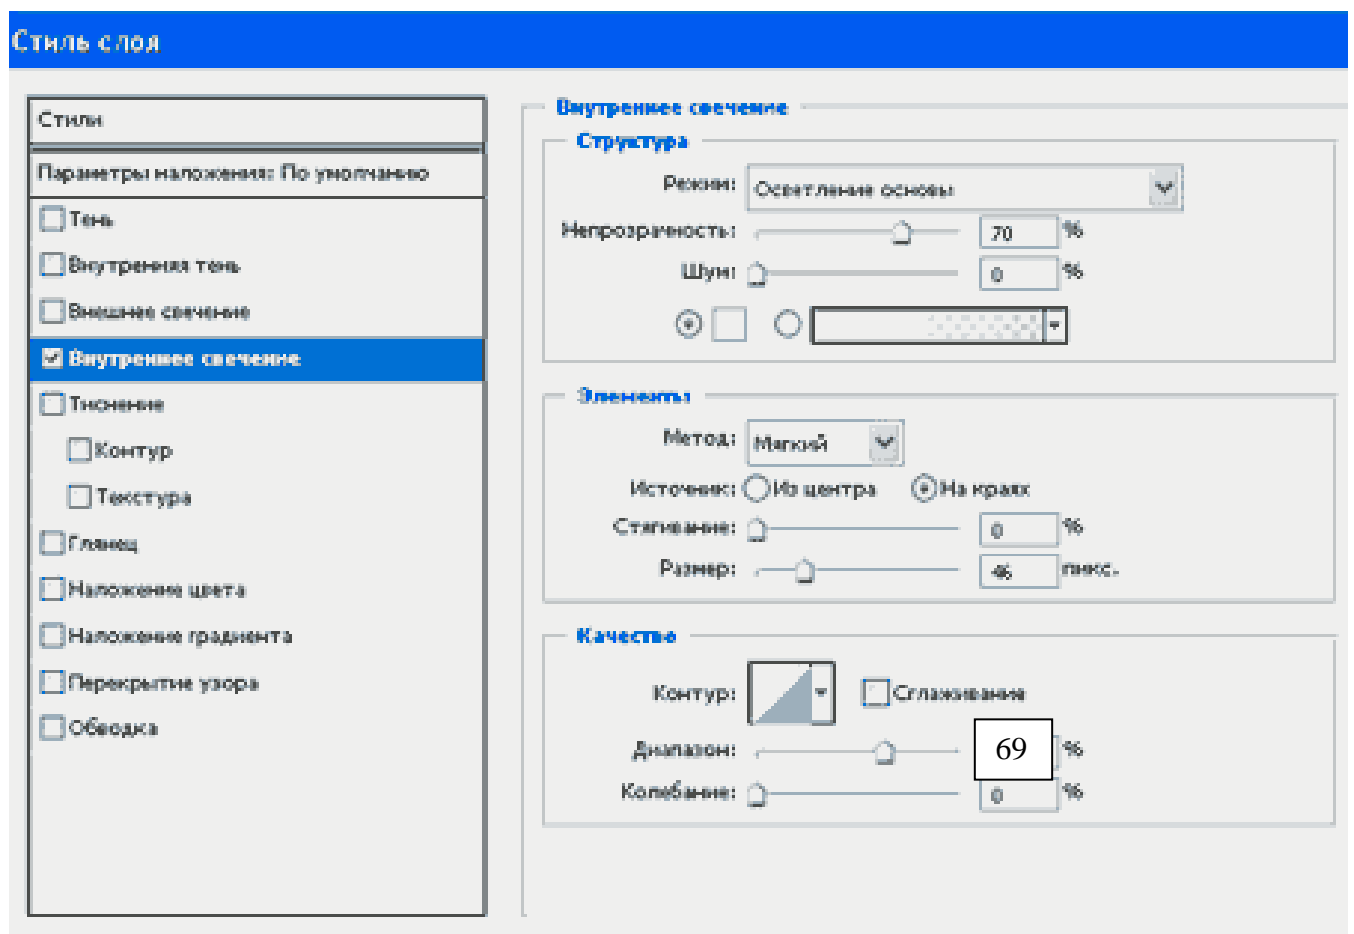 Стиль слоя
Стили
Параметры наложения: По умолчанию
Тень
Внутренняя тень
Внешнее свечение
Внутреннее свечение
Тиснение
Контур
Текстура
Глянец
Наложение цвета
Наложение градиента
Перекрытие узора
Обводка
Внутреннее свечение
Структура
Режим: Осветление основы
Непрозрачность: 70 %
Шум: 0 %
Элементы
Метод: Мягкий
Источник: Из центра На краях
Стягивание: 0 %
Размер: 46 пикс.
Качество
Контур: Сглаживание
Диапазон: 69 %
Колебание: 0 %